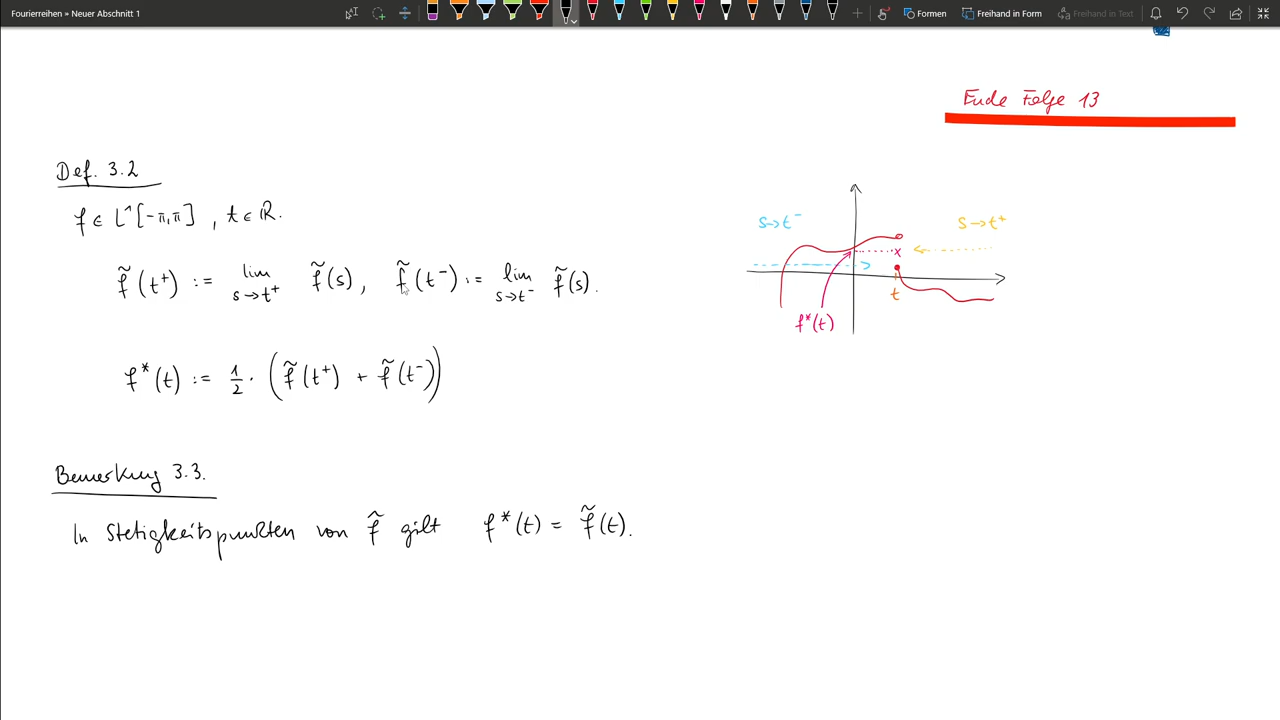 Fourierreihen » Neuer Abschnitt 1
Formen
Freihand in Form
Freihand in Text
Ende Folge 13
Def. 3.2
f ∈ L¹[-π,π] , t ∈ ℝ.
f̃(t⁺) := lim s→t⁺ f̃(s), f̃(t⁻) := lim s→t⁻ f̃(s).
f*(t) := 1/2 · (f̃(t⁺) + f̃(t⁻))
s→t⁻
s→t⁺
x
t
f*(t)
Bemerkung 3.3.
In Stetigkeitspunkten von f̃ gilt f*(t) = f̃(t).